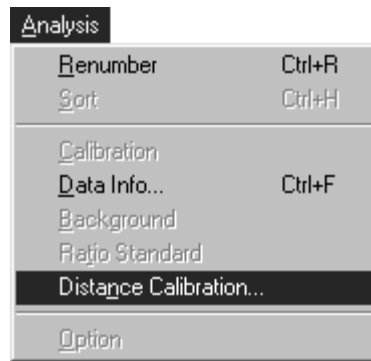 Analysis
Renumber Ctrl+R
Sort Ctrl+H
Calibration
Data Info... Ctrl+F
Background
Ratio Standard
Distance Calibration...
Option